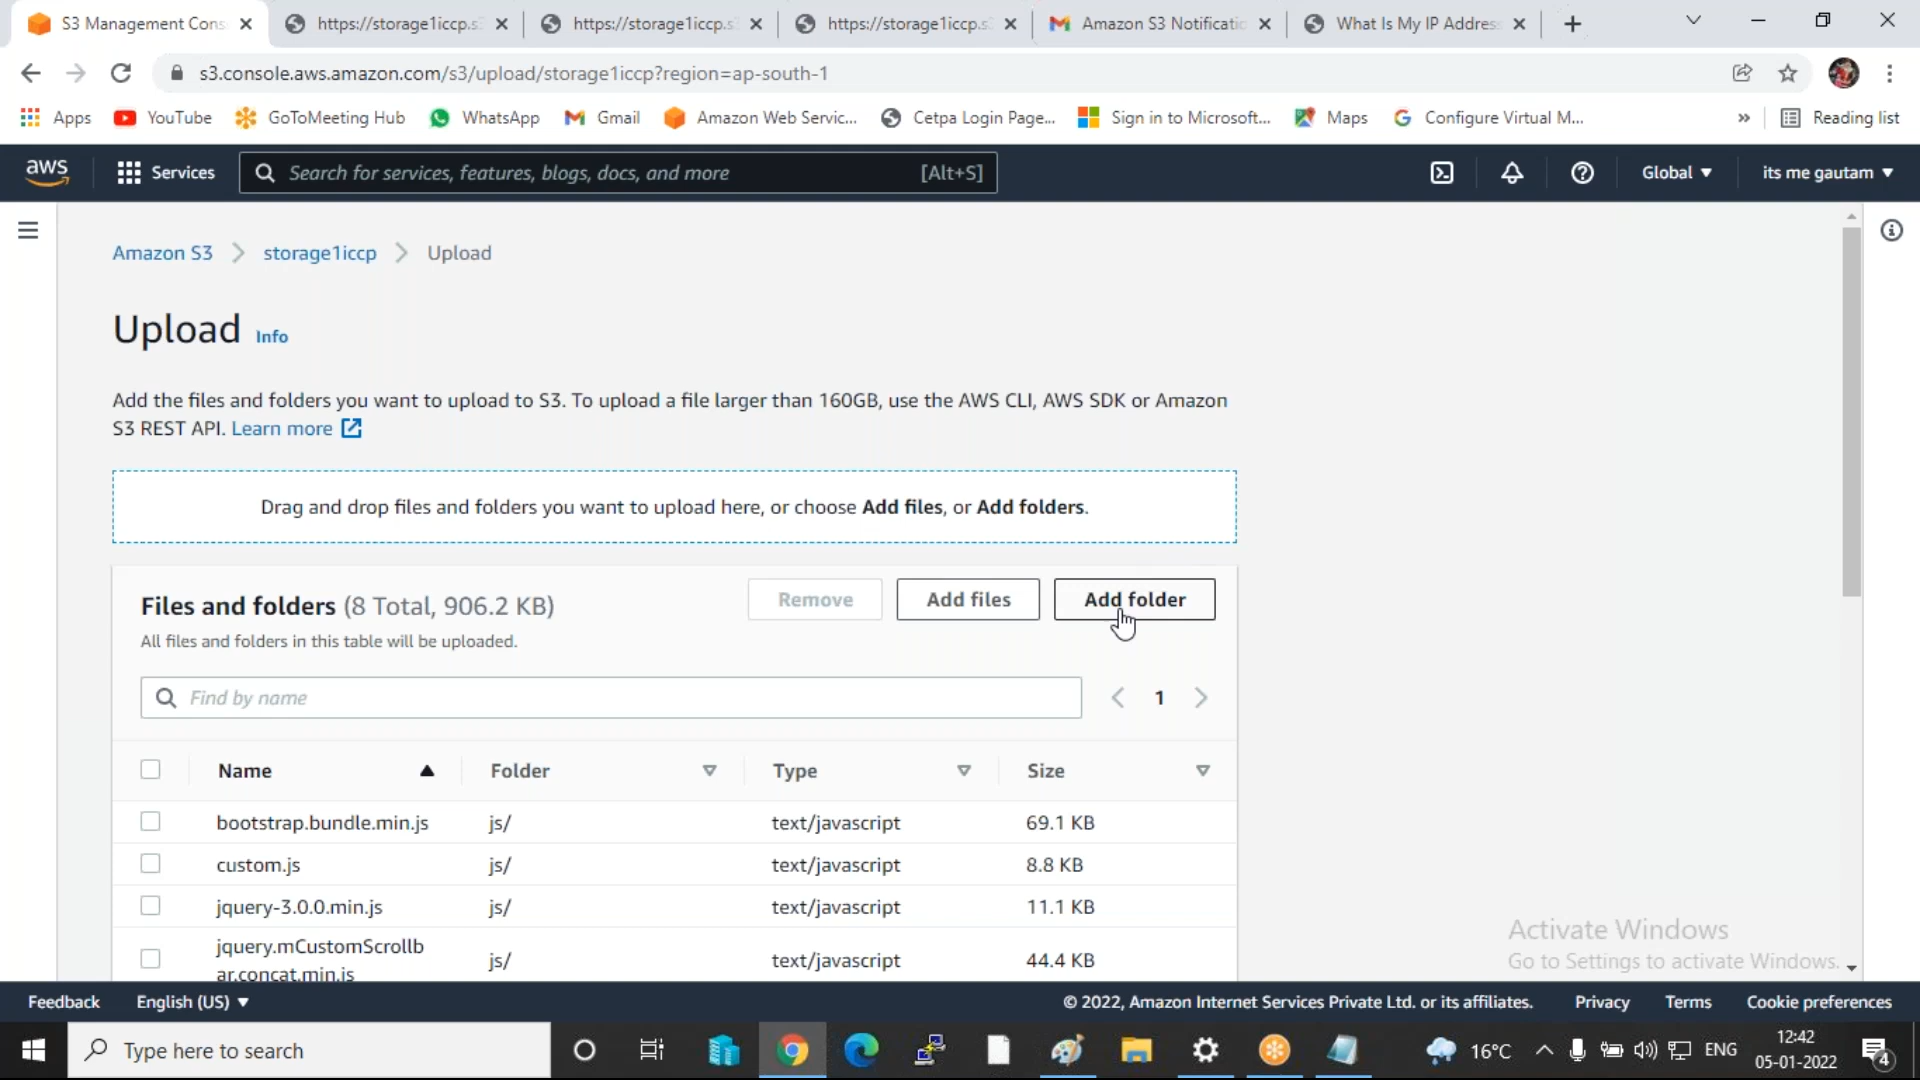 S3 Management Cons
https://storage1iccp.s
https://storage1iccp.s
https://storage1iccp.s
Amazon S3 Notificatio
What Is My IP Address
s3.console.aws.amazon.com/s3/upload/storage1iccp?region=ap-south-1
Apps
YouTube
GoToMeeting Hub
WhatsApp
Gmail
Amazon Web Servic...
Cetpa Login Page...
Sign in to Microsoft...
Maps
Configure Virtual M...
»
Reading list
aws
Services
Search for services, features, blogs, docs, and more
[Alt+S]
Global
its me gautam
Amazon S3
storage1iccp
Upload
Upload Info
Add the files and folders you want to upload to S3. To upload a file larger than 160GB, use the AWS CLI, AWS SDK or Amazon
S3 REST API. Learn more
Drag and drop files and folders you want to upload here, or choose Add files, or Add folders.
Files and folders (8 Total, 906.2 KB)
Remove
Add files
Add folder
All files and folders in this table will be uploaded.
Find by name
1
Name
Folder
Type
Size
bootstrap.bundle.min.js js/ text/javascript 69.1 KB
custom.js js/ text/javascript 8.8 KB
jquery-3.0.0.min.js js/ text/javascript 11.1 KB
jquery.mCustomScrollb
ar.concat.min.js
js/ text/javascript 44.4 KB
Activate Windows
Go to Settings to activate Windows.
Feedback
English (US)
© 2022, Amazon Internet Services Private Ltd. or its affiliates.
Privacy
Terms
Cookie preferences
Type here to search
16°C
ENG
12:42
05-01-2022
4